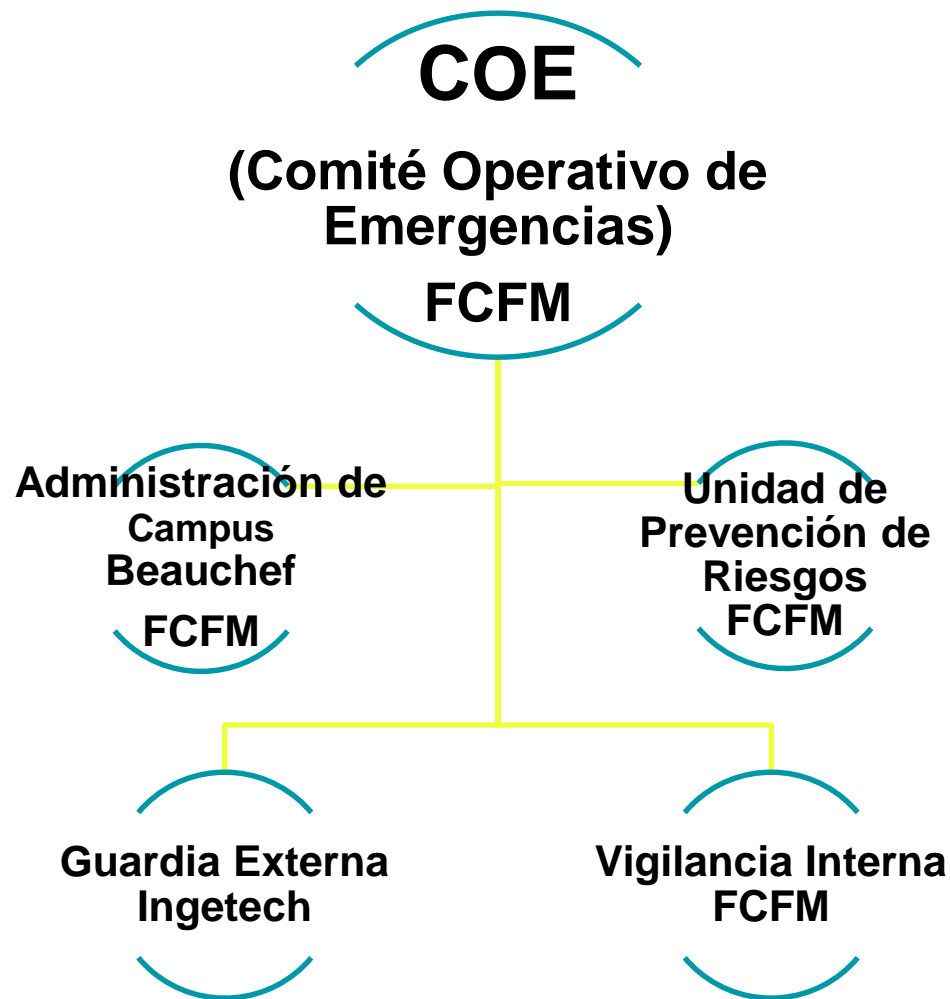 COE
(Comité Operativo de
Emergencias)
FCFM
Administración de
Campus
Beauchef
FCFM
Unidad de
Prevención de
Riesgos
FCFM
Guardia Externa
Ingetech
Vigilancia Interna
FCFM